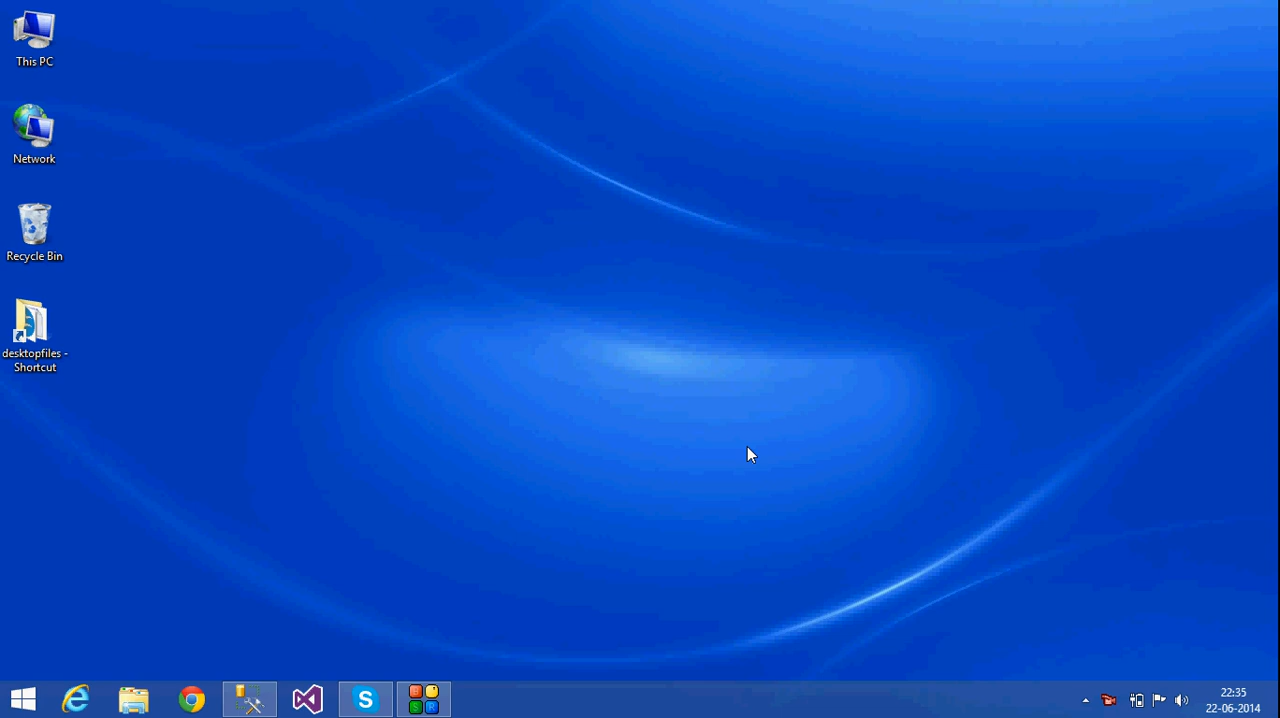 This PC
Network
Recycle Bin
desktopfiles -
Shortcut
22:35
22-06-2014